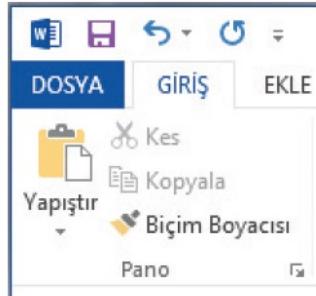 W
DOSYA GİRİŞ EKLE
Kes
Kopyala
Yapıştır
Biçim Boyacısı
Pano